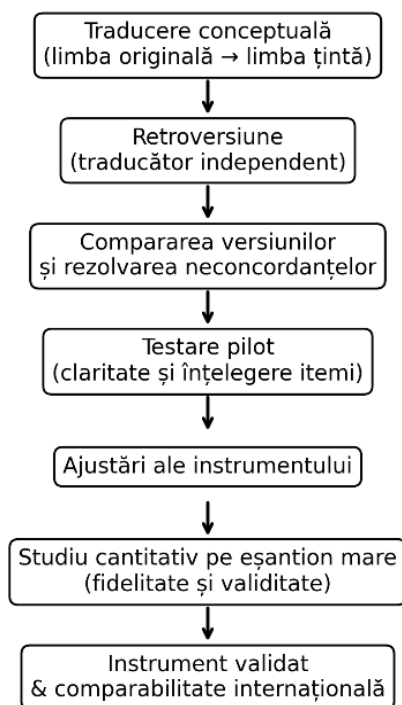 Traducere conceptuală
(limba originală → limba țintă)
Retroversiune
(traducător independent)
Compararea versiunilor
și rezolvarea neconcordanțelor
Testare pilot
(claritate și înțelegere itemi)
Ajustări ale instrumentului
Studiu cantitativ pe eșantion mare
(fidelitate și validitate)
Instrument validat
& comparabilitate internațională